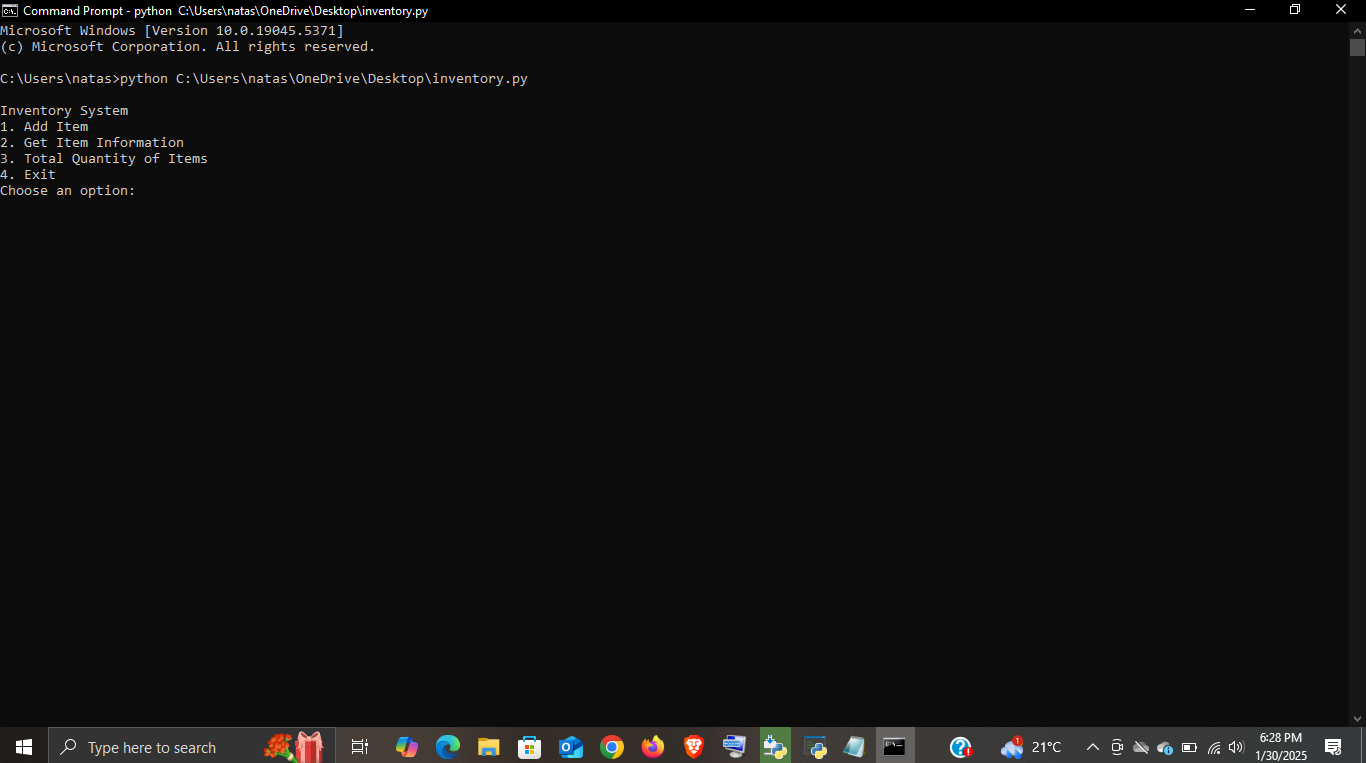 Command Prompt - python  C:\Users\natas\OneDrive\Desktop\inventory.py
Microsoft Windows [Version 10.0.19045.5371]
(c) Microsoft Corporation. All rights reserved.
C:\Users\natas>python C:\Users\natas\OneDrive\Desktop\inventory.py
Inventory System
1. Add Item
2. Get Item Information
3. Total Quantity of Items
4. Exit
Choose an option:
Type here to search
1
21°C
6:28 PM
1/30/2025